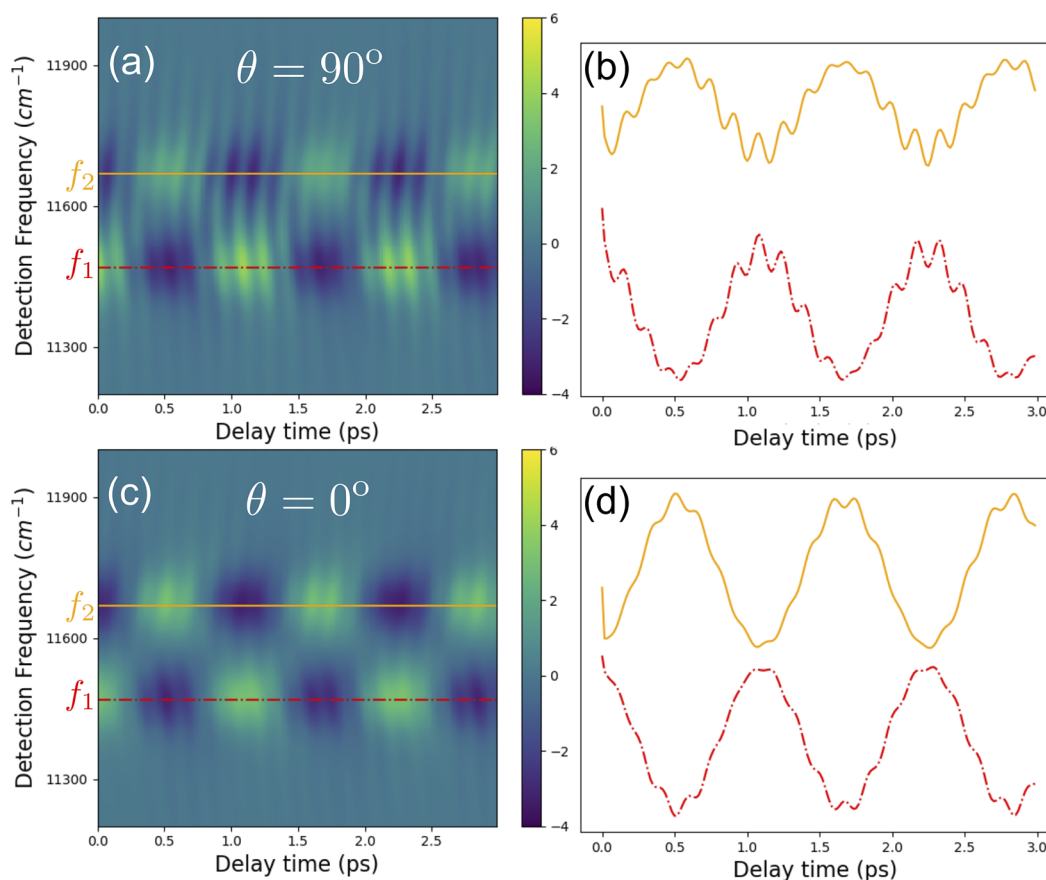 (a)
θ = 90°
Detection Frequency (cm⁻¹)
11900
11600
11300
f₂
f₁
0.0 0.5 1.0 1.5 2.0 2.5
Delay time (ps)
6
4
2
0
−2
−4
(b)
0.0 0.5 1.0 1.5 2.0 2.5 3.0
Delay time (ps)
(c)
θ = 0°
Detection Frequency (cm⁻¹)
11900
11600
11300
f₂
f₁
0.0 0.5 1.0 1.5 2.0 2.5
Delay time (ps)
6
4
2
0
−2
−4
(d)
0.0 0.5 1.0 1.5 2.0 2.5 3.0
Delay time (ps)